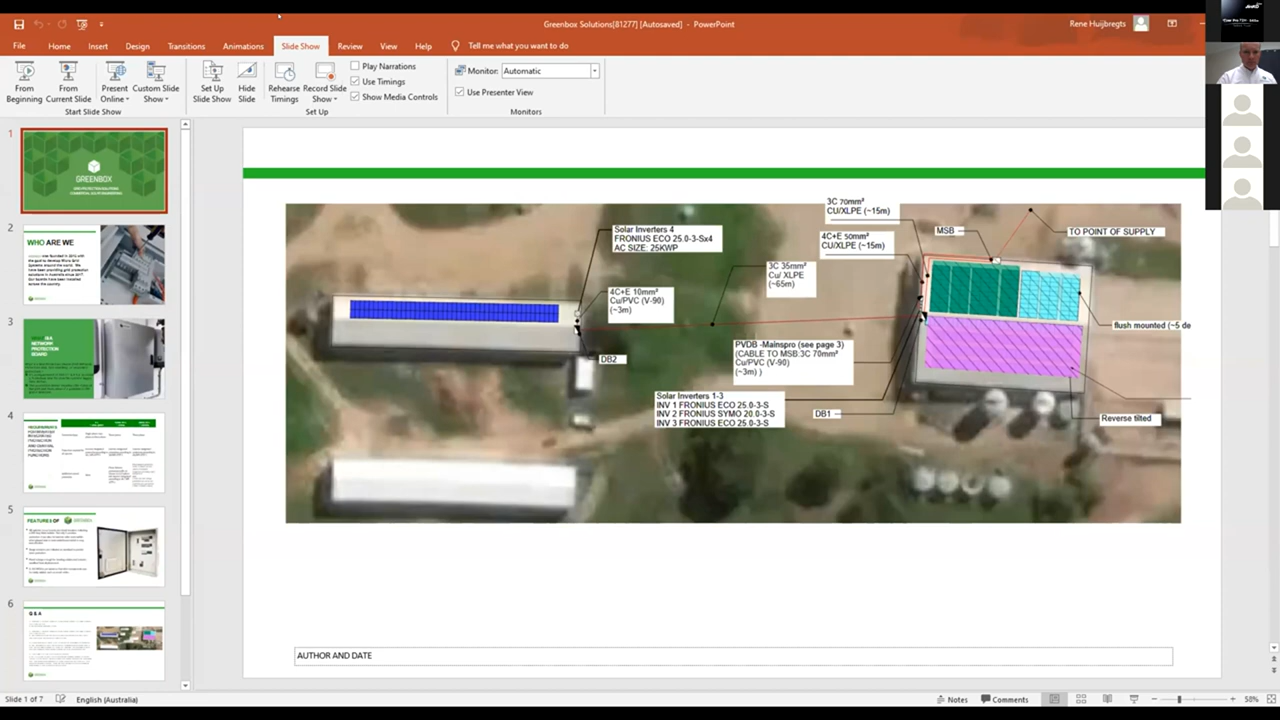 Greenbox Solutions[81277] [Autosaved] - PowerPoint
Rene Huijbregts
File Home Insert Design Transitions Animations Slide Show Review View Help Tell me what you want to do
From Beginning
From Current Slide
Present Online
Custom Slide Show
Start Slide Show
Set Up Slide Show
Hide Slide
Rehearse Timings
Record Slide Show
Play Narrations
Use Timings
Show Media Controls
Set Up
Monitor: Automatic
Use Presenter View
Monitors
1
GREENBOX
2
WHO ARE WE
3
4
5
FEATURES OF
6
Q & A
Solar Inverters 4
FRONIUS ECO 25.0-3-Sx4
AC SIZE: 25KWP
4C+E 10mm²
Cu/PVC (V-90)
(~3m)
DB2
3C 35mm²
Cu/ XLPE
(~65m)
3C 70mm²
CU/XLPE (~15m)
4C+E 50mm²
CU/XLPE (~15m)
MSB
TO POINT OF SUPPLY
flush mounted (~5 de
PVDB -Mainspro (see page 3)
(CABLE TO MSB:3C 70mm²
Cu/PVC (V-90)
(~3m) )
Solar Inverters 1-3
INV 1 FRONIUS ECO 25.0-3-S
INV 2 FRONIUS SYMO 20.0-3-S
INV 3 FRONIUS ECO 25.0-3-S
DB1
Reverse tilted
AUTHOR AND DATE
Slide 1 of 7
English (Australia)
Notes
Comments
58%